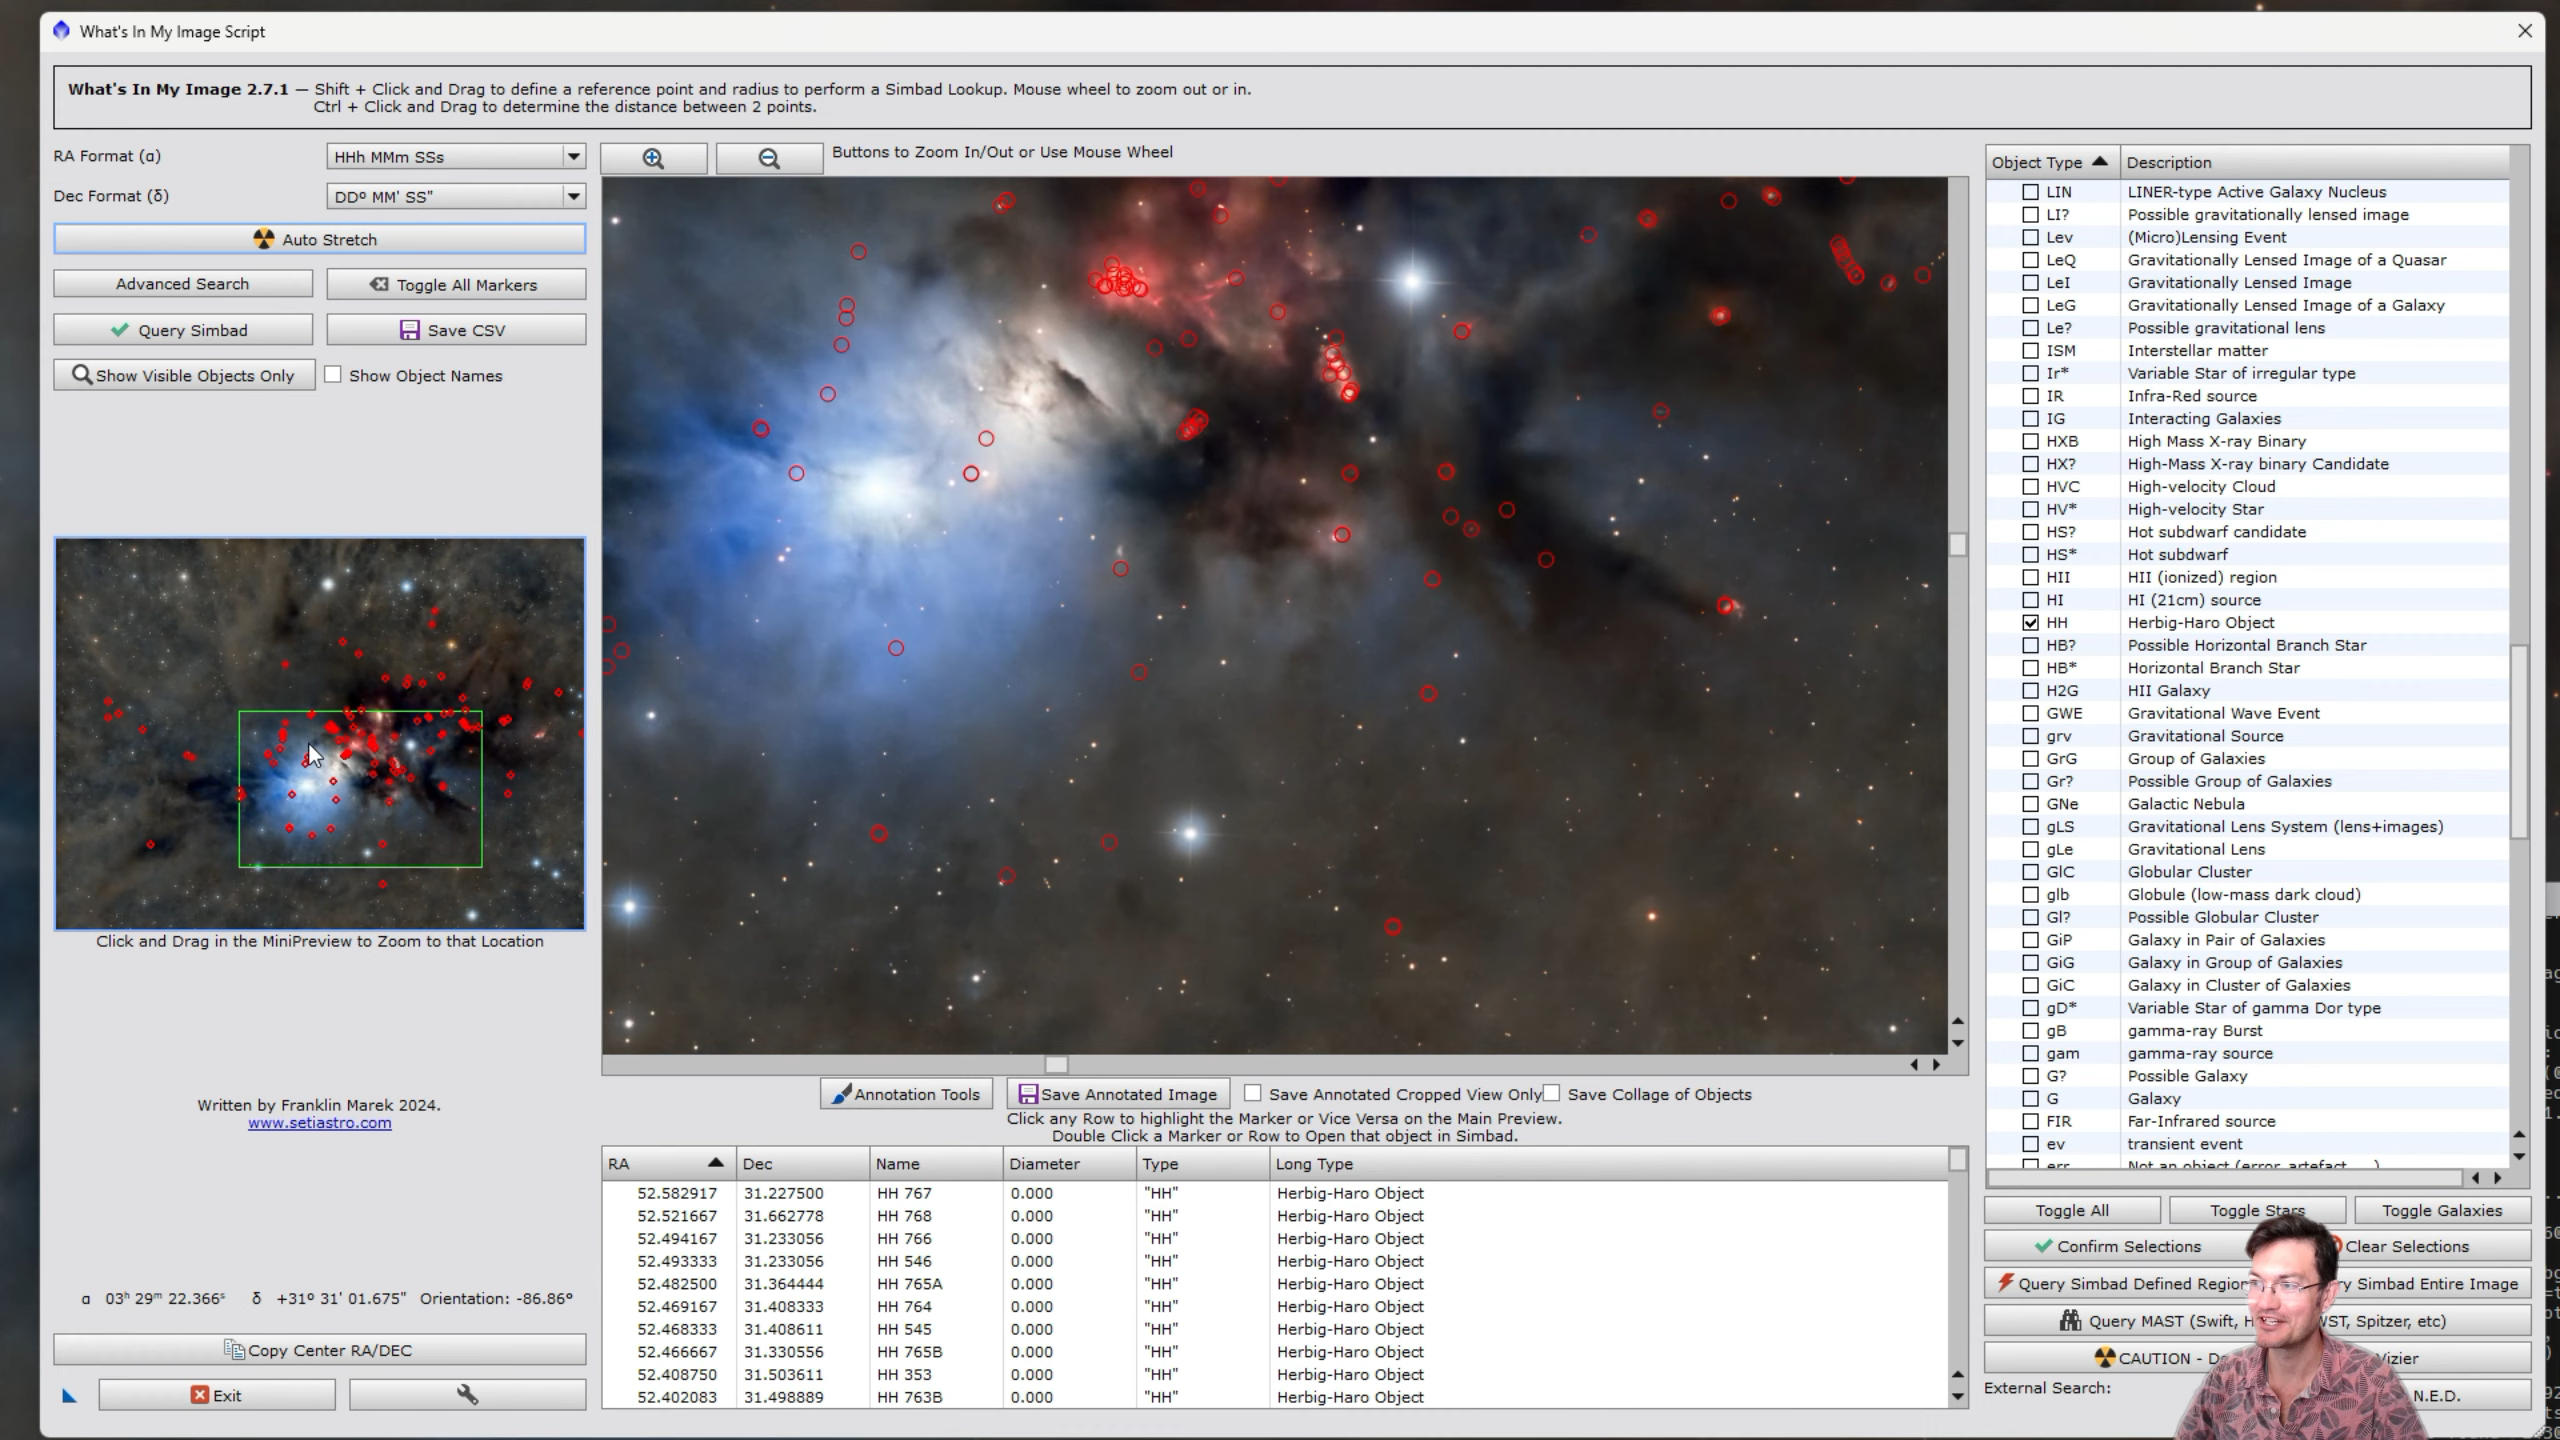 What's In My Image Script
What's In My Image 2.7.1 — Shift + Click and Drag to define a reference point and radius to perform a Simbad Lookup. Mouse wheel to zoom out or in.
Ctrl + Click and Drag to determine the distance between 2 points.
RA Format (α)
HHh MMm SSs
Dec Format (δ)
DDº MM' SS"
Auto Stretch
Advanced Search
Toggle All Markers
Query Simbad
Save CSV
Show Visible Objects Only
Show Object Names
Click and Drag in the MiniPreview to Zoom to that Location
Written by Franklin Marek 2024.
www.setiastro.com
α 03ʰ 29ᵐ 22.366ˢ δ +31º 31' 01.675" Orientation: -86.86º
Copy Center RA/DEC
Exit
Buttons to Zoom In/Out or Use Mouse Wheel
Annotation Tools
Save Annotated Image
Save Annotated Cropped View Only
Save Collage of Objects
Click any Row to highlight the Marker or Vice Versa on the Main Preview.
Double Click a Marker or Row to Open that object in Simbad.
RA Dec Name Diameter Type Long Type
52.582917 31.227500 HH 767 0.000 "HH" Herbig-Haro Object
52.521667 31.662778 HH 768 0.000 "HH" Herbig-Haro Object
52.494167 31.233056 HH 766 0.000 "HH" Herbig-Haro Object
52.493333 31.233056 HH 546 0.000 "HH" Herbig-Haro Object
52.482500 31.364444 HH 765A 0.000 "HH" Herbig-Haro Object
52.469167 31.408333 HH 764 0.000 "HH" Herbig-Haro Object
52.468333 31.408611 HH 545 0.000 "HH" Herbig-Haro Object
52.466667 31.330556 HH 765B 0.000 "HH" Herbig-Haro Object
52.408750 31.503611 HH 353 0.000 "HH" Herbig-Haro Object
52.402083 31.498889 HH 763B 0.000 "HH" Herbig-Haro Object
Object Type Description
LIN LINER-type Active Galaxy Nucleus
LI? Possible gravitationally lensed image
Lev (Micro)Lensing Event
LeQ Gravitationally Lensed Image of a Quasar
LeI Gravitationally Lensed Image
LeG Gravitationally Lensed Image of a Galaxy
Le? Possible gravitational lens
ISM Interstellar matter
Ir* Variable Star of irregular type
IR Infra-Red source
IG Interacting Galaxies
HXB High Mass X-ray Binary
HX? High-Mass X-ray binary Candidate
HVC High-velocity Cloud
HV* High-velocity Star
HS? Hot subdwarf candidate
HS* Hot subdwarf
HII HII (ionized) region
HI HI (21cm) source
HH Herbig-Haro Object
HB? Possible Horizontal Branch Star
HB* Horizontal Branch Star
H2G HII Galaxy
GWE Gravitational Wave Event
grv Gravitational Source
GrG Group of Galaxies
Gr? Possible Group of Galaxies
GNe Galactic Nebula
gLS Gravitational Lens System (lens+images)
gLe Gravitational Lens
GlC Globular Cluster
glb Globule (low-mass dark cloud)
Gl? Possible Globular Cluster
GiP Galaxy in Pair of Galaxies
GiG Galaxy in Group of Galaxies
GiC Galaxy in Cluster of Galaxies
gD* Variable Star of gamma Dor type
gB gamma-ray Burst
gam gamma-ray source
G? Possible Galaxy
G Galaxy
FIR Far-Infrared source
ev transient event
err Not an object (error, artefact, ...)
Toggle All
Toggle Stars
Toggle Galaxies
Confirm Selections
Clear Selections
Query Simbad Defined Region
Simbad Entire Image
Query MAST (Swift, Spitzer, etc)
CAUTION -
Vizier
External Search:
N.E.D.